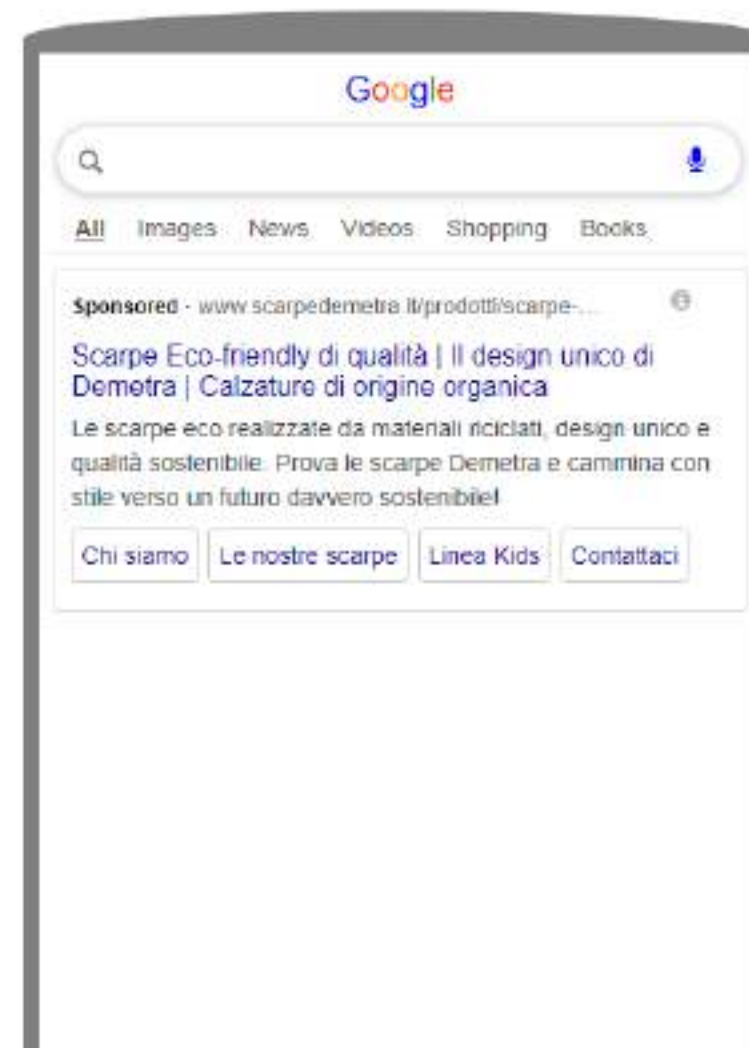 Google
All Images News Videos Shopping Books
Sponsored · www.scarpedemetra.it/prodotti/scarpe-...
Scarpe Eco-friendly di qualità | Il design unico di
Demetra | Calzature di origine organica
Le scarpe eco realizzate da materiali riciclati, design unico e
qualità sostenibile. Prova le scarpe Demetra e cammina con
stile verso un futuro davvero sostenibile!
Chi siamo Le nostre scarpe Linea Kids Contattaci